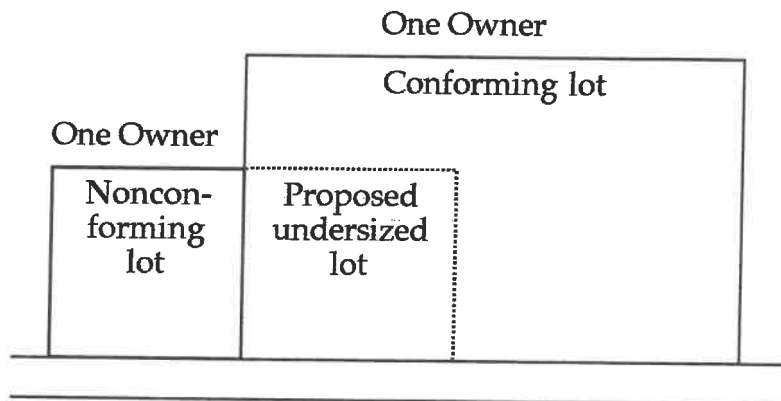 One Owner
Conforming lot
One Owner
Noncon-
forming
lot
Proposed
undersized
lot